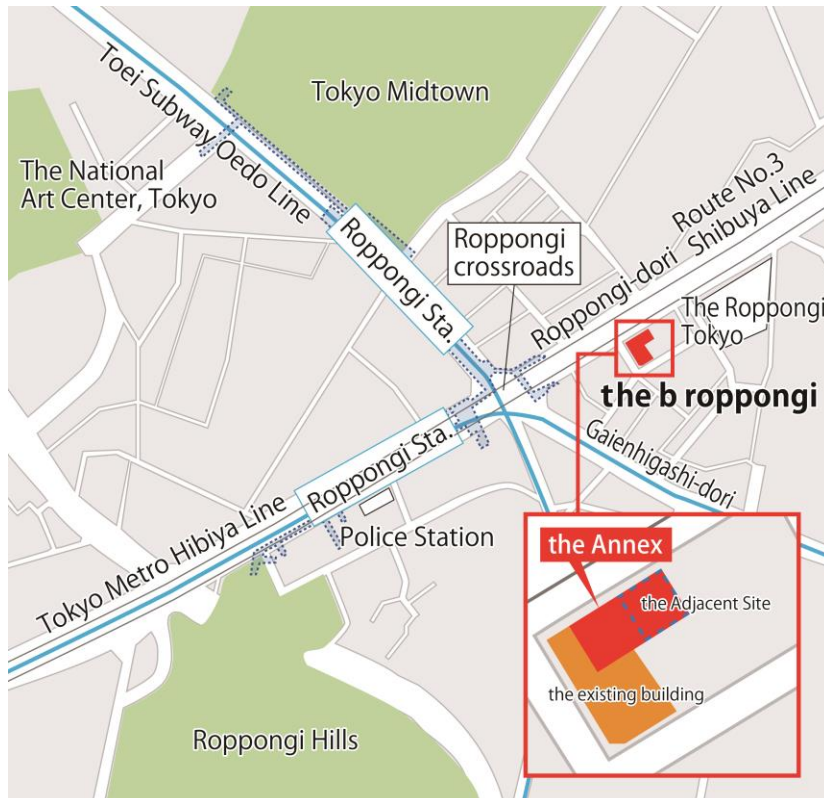 Tokyo Midtown
Toei Subway Oedo Line
The National
Art Center, Tokyo
Roppongi Sta.
Roppongi
crossroads
Roppongi-dori
Route No.3
Shibuya Line
The Roppongi
Tokyo
the b roppongi
Gaienhigashi-dori
Roppongi Sta.
Tokyo Metro Hibiya Line
Police Station
Roppongi Hills
the Annex
the Adjacent Site
the existing building